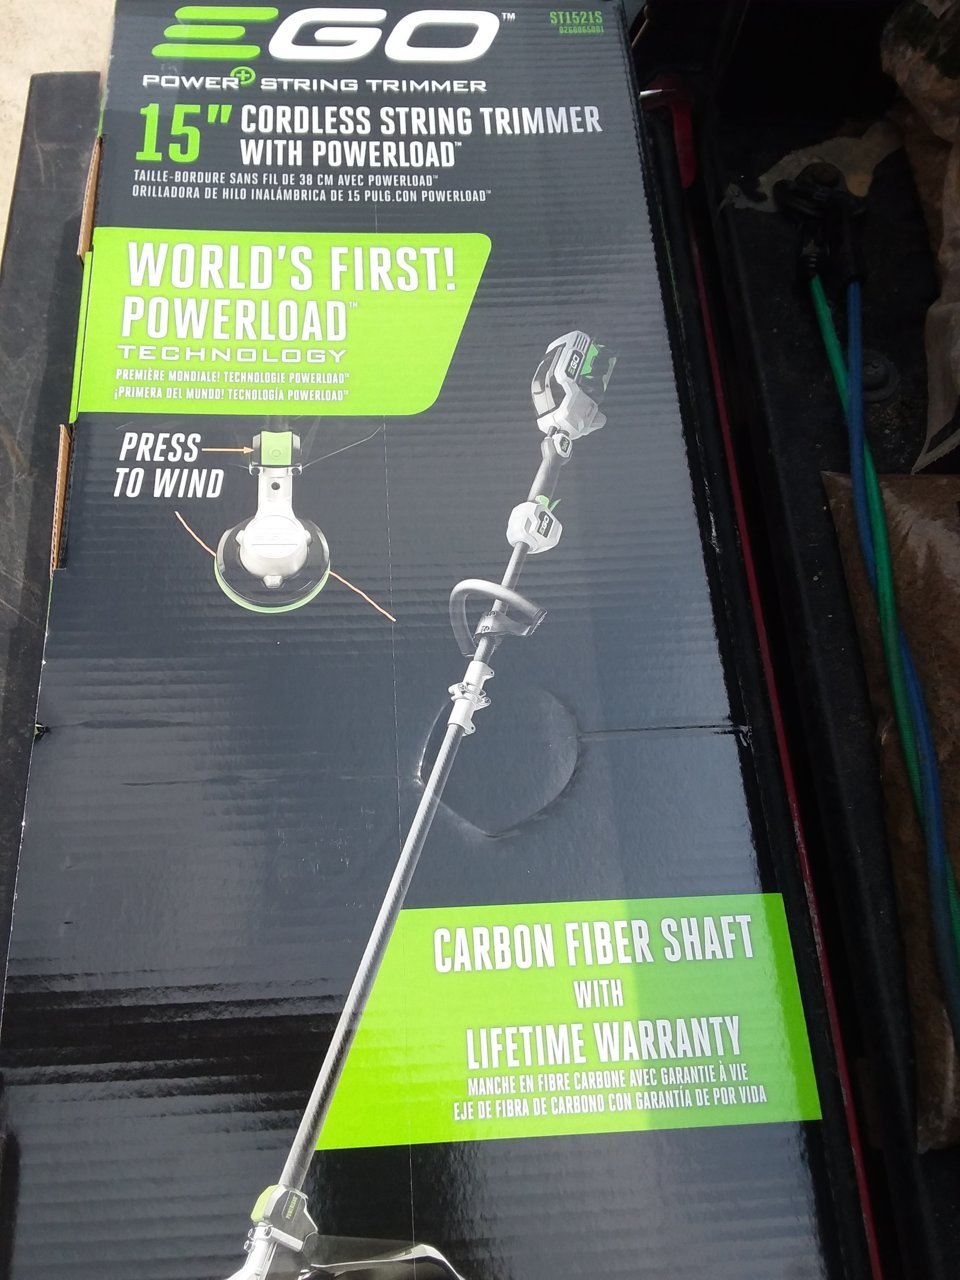 EGO™
ST1521S
POWER+ STRING TRIMMER
15" CORDLESS STRING TRIMMER
WITH POWERLOAD™
TAILLE-BORDURE SANS FIL DE 38 CM AVEC POWERLOAD™
ORILLADORA DE HILO INALÁMBRICA DE 15 PULG.CON POWERLOAD™
WORLD'S FIRST!
POWERLOAD™
TECHNOLOGY
PREMIÈRE MONDIALE! TECHNOLOGIE POWERLOAD™
¡PRIMERA DEL MUNDO! TECNOLOGÍA POWERLOAD™
PRESS
TO WIND
EGO
EGO
CARBON FIBER SHAFT
WITH
LIFETIME WARRANTY
MANCHE EN FIBRE CARBONE AVEC GARANTIE À VIE
EJE DE FIBRA DE CARBONO CON GARANTÍA DE POR VIDA